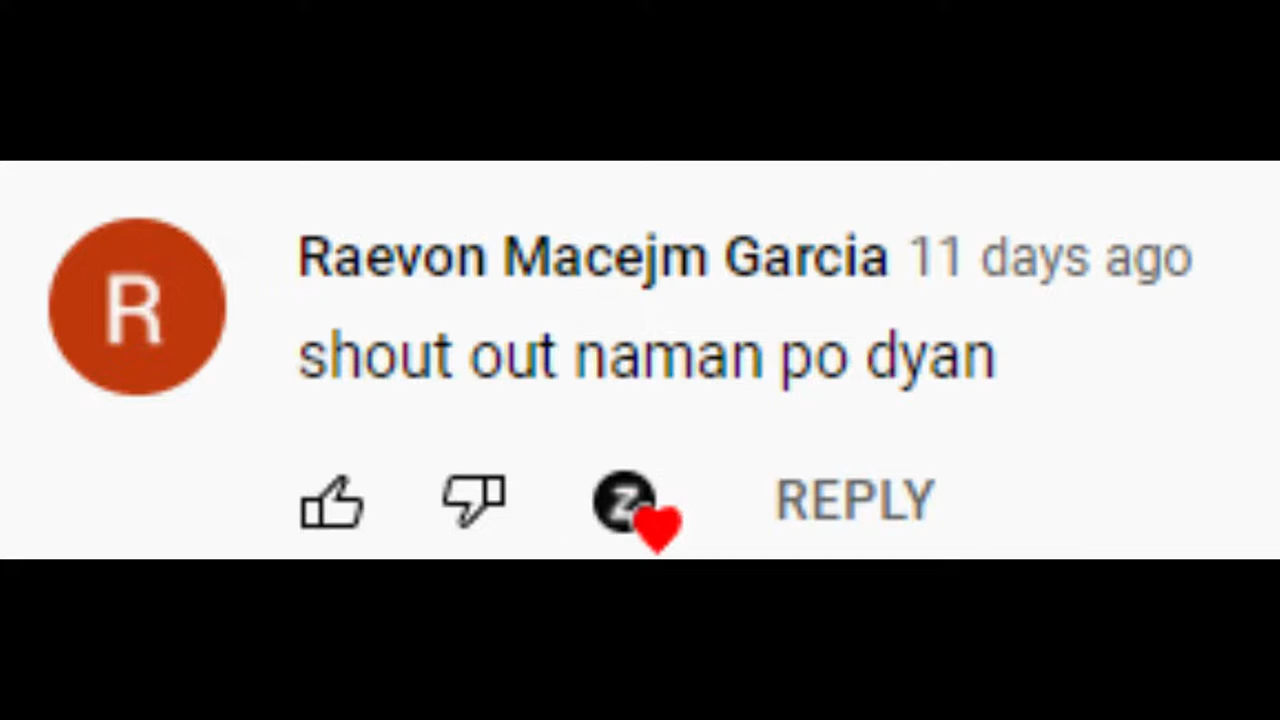 R
Raevon Macejm Garcia 11 days ago
shout out naman po dyan
Z
REPLY